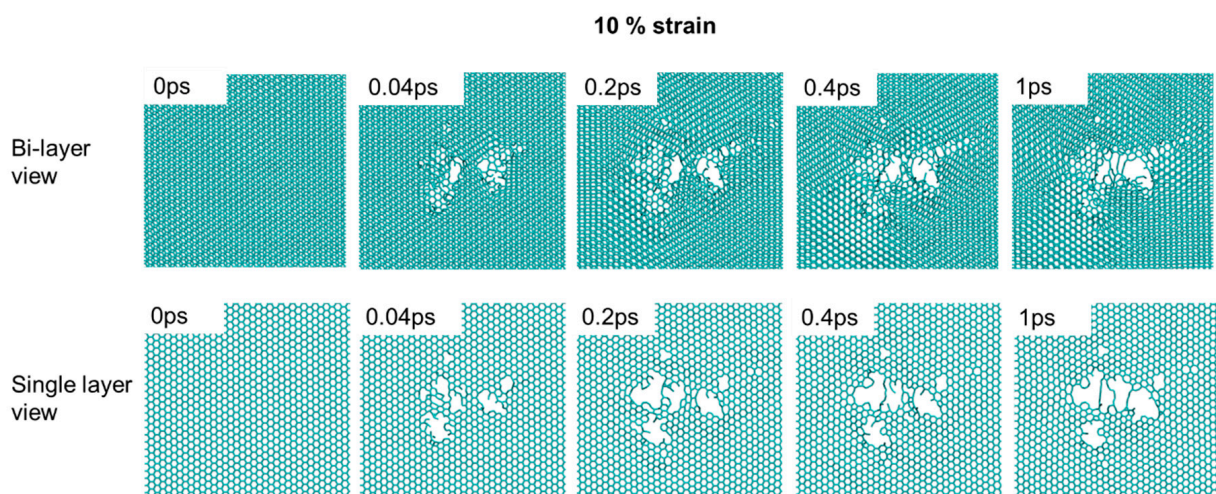 10 % strain
0ps
0.04ps
0.2ps
0.4ps
1ps
Bi-layer
view
0ps
0.04ps
0.2ps
0.4ps
1ps
Single layer
view